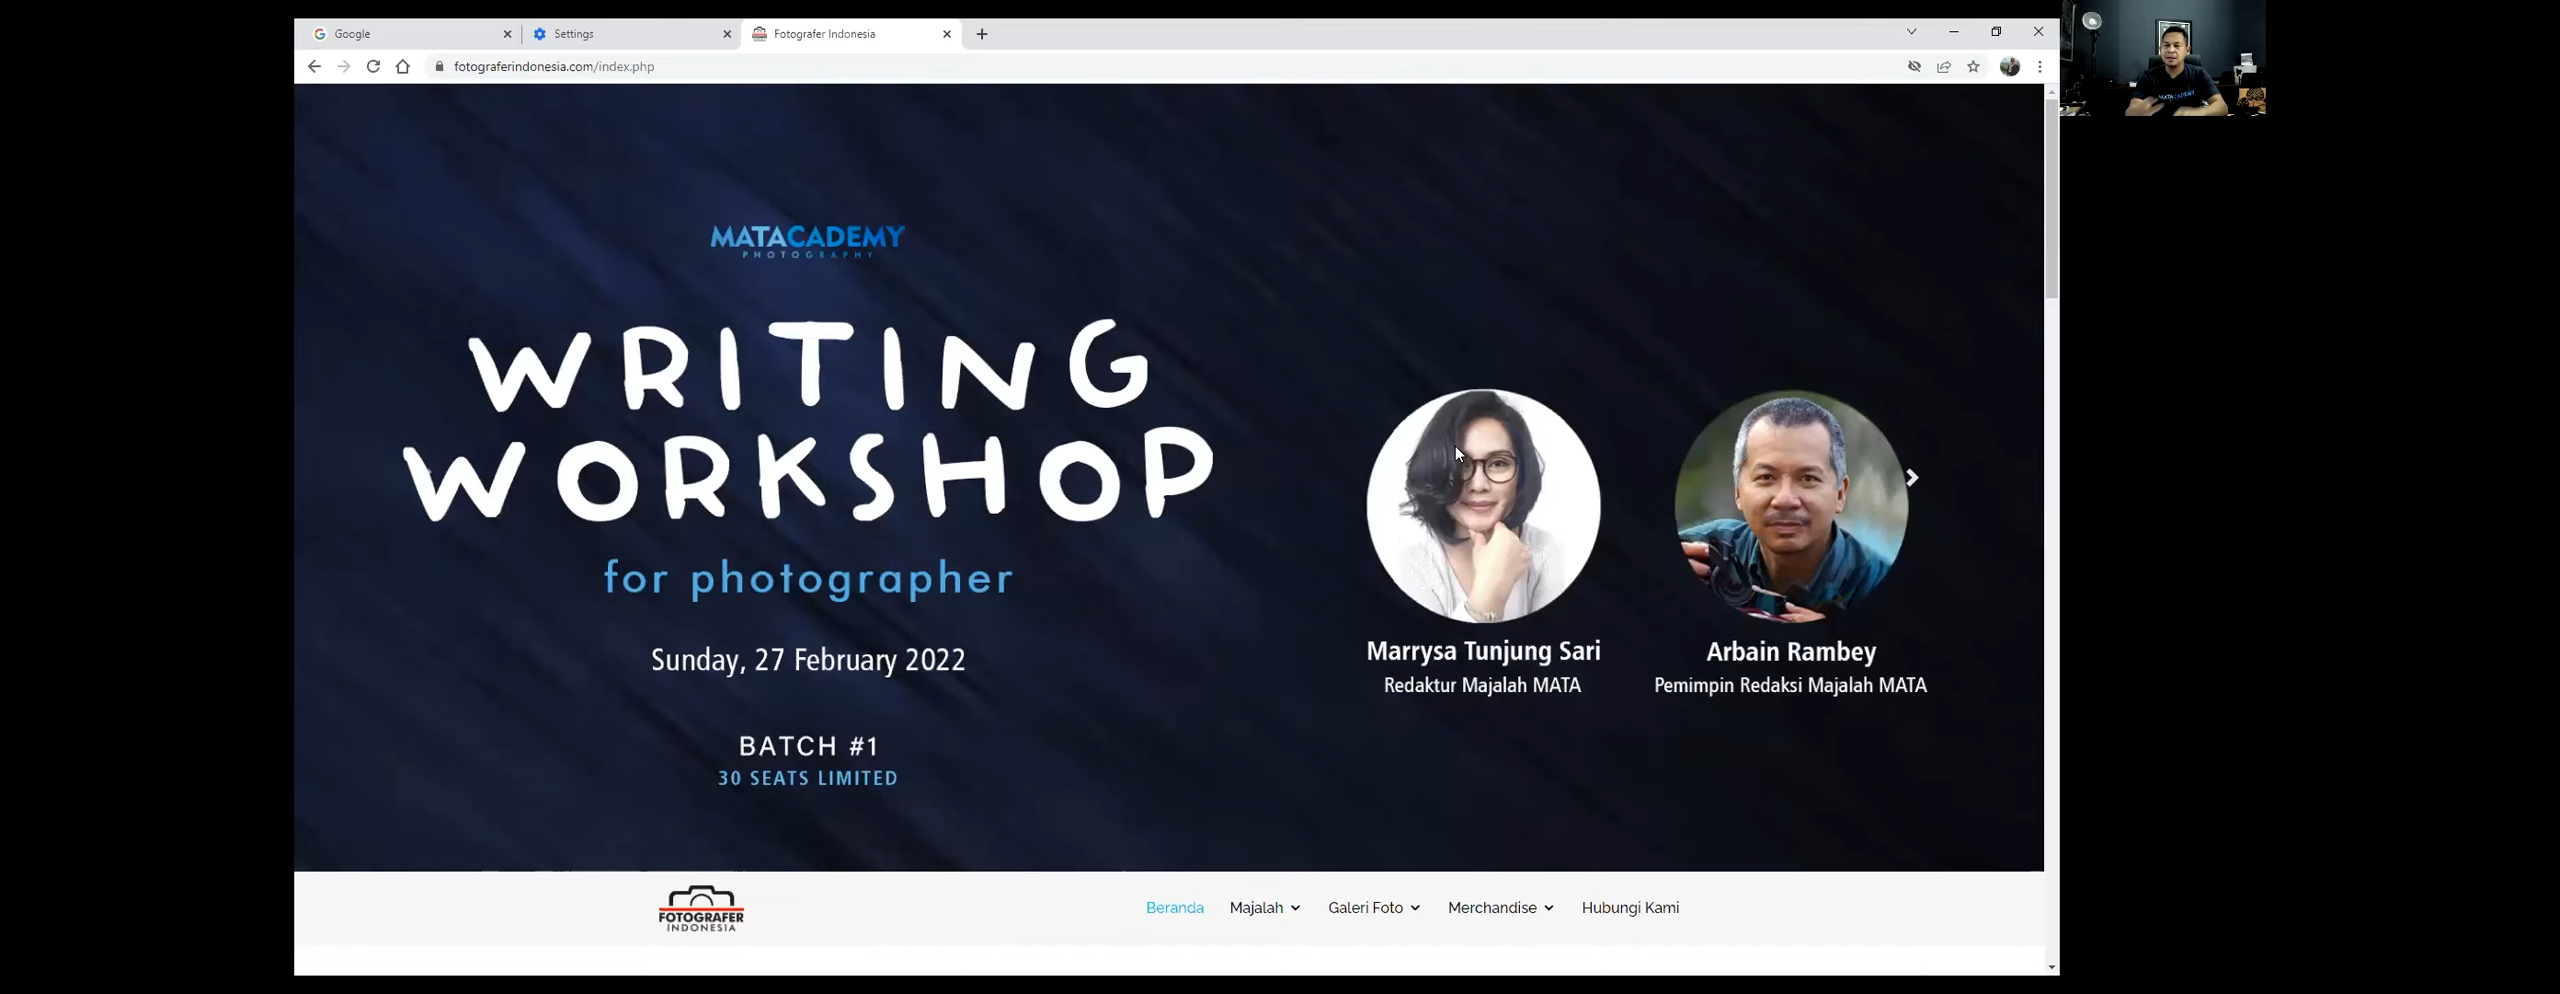 Google
Settings
Fotografer Indonesia
fotograferindonesia.com/index.php
MATACADEMY
MATACADEMY
PHOTOGRAPHY
WRITING
WORKSHOP
for photographer
Sunday, 27 February 2022
BATCH #1
30 SEATS LIMITED
Marrysa Tunjung Sari
Redaktur Majalah MATA
Arbain Rambey
Pemimpin Redaksi Majalah MATA
FOTOGRAFER
INDONESIA
Beranda Majalah Galeri Foto Merchandise Hubungi Kami